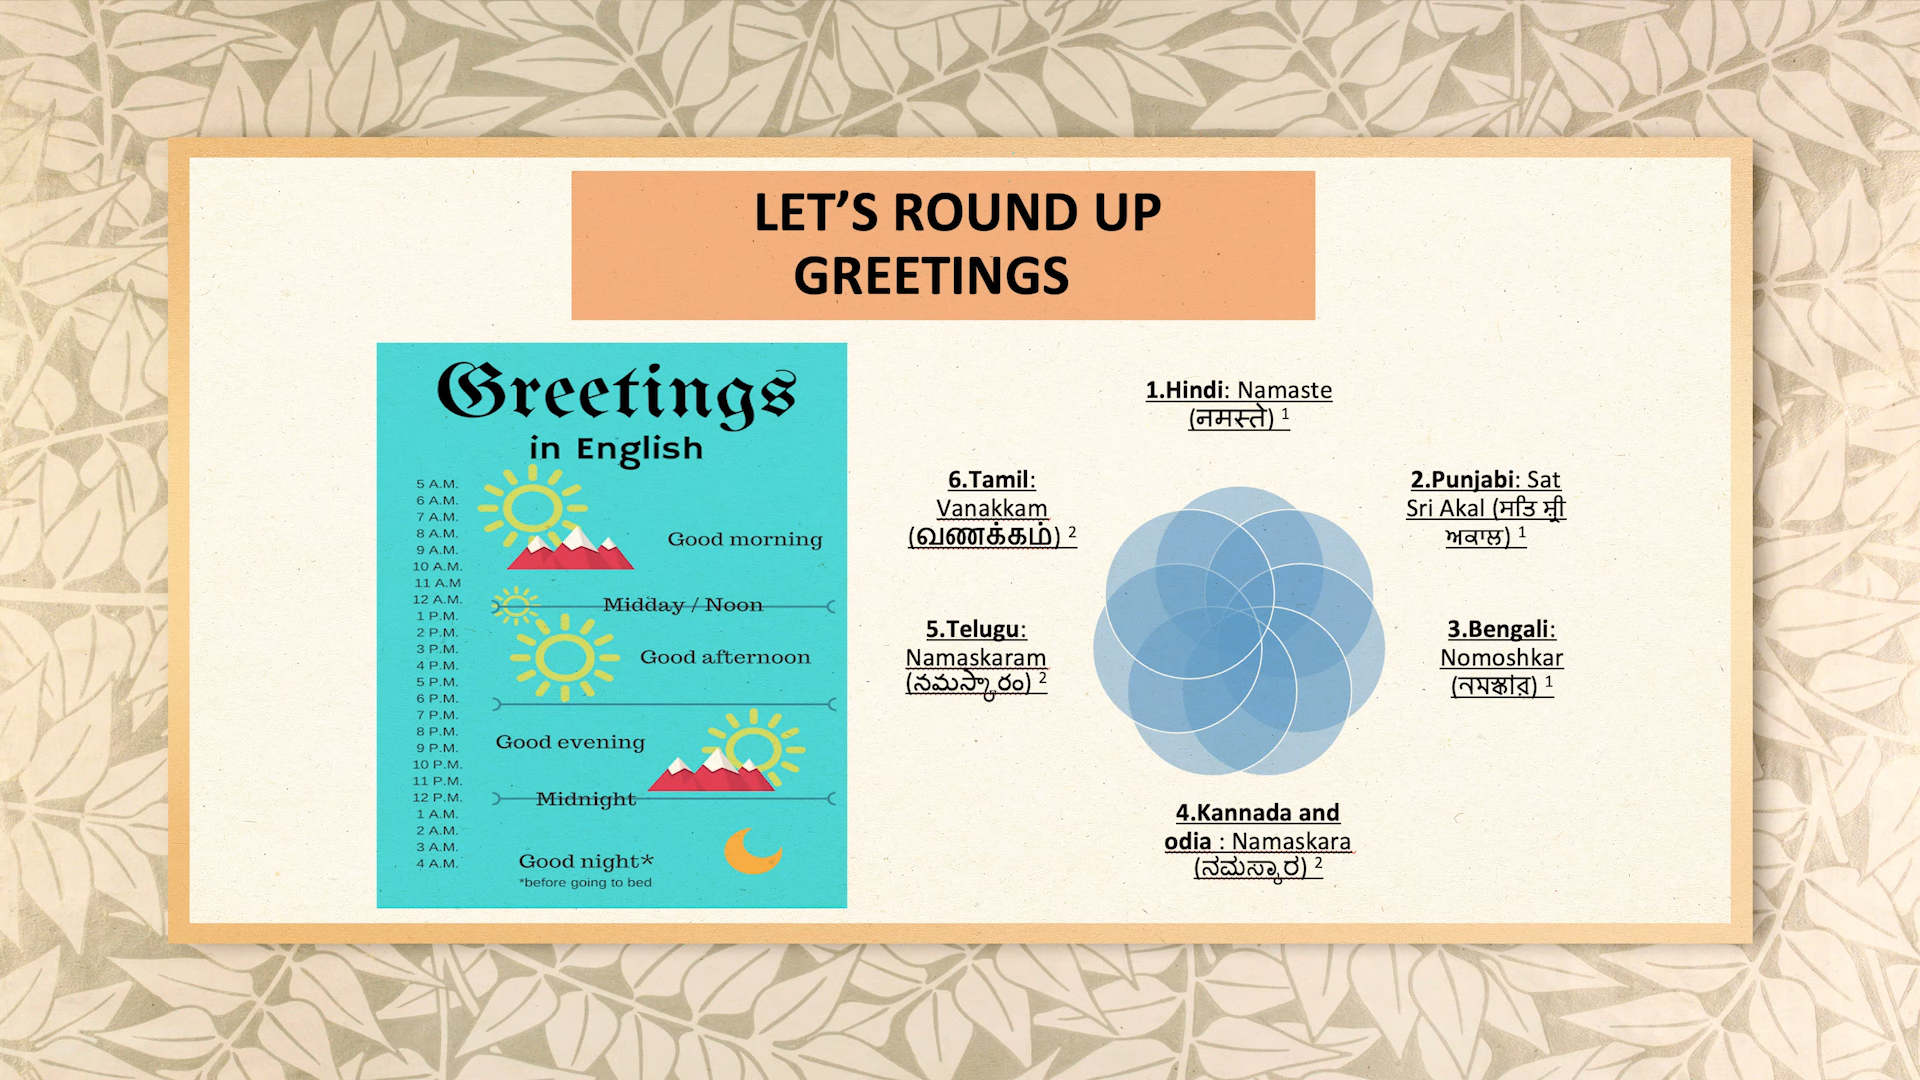 LET’S ROUND UP
GREETINGS
Greetings
in English
5 A.M.
6 A.M.
7 A.M.
8 A.M.
9 A.M.
10 A.M.
11 A.M
12 A.M.
1 P.M.
2 P.M.
3 P.M.
4 P.M.
5 P.M.
6 P.M.
7 P.M.
8 P.M.
9 P.M.
10 P.M.
11 P.M.
12 P.M.
1 A.M.
2 A.M.
3 A.M.
4 A.M.
Good morning
Midday / Noon
Good afternoon
Good evening
Midnight
Good night*
*before going to bed
1.Hindi: Namaste
(नमस्ते) 1
2.Punjabi: Sat
Sri Akal (ਸਤਿ ਸ਼੍ਰੀ
ਅਕਾਲ) 1
3.Bengali:
Nomoshkar
(নমস্কার) 1
4.Kannada and
odia : Namaskara
(ನಮಸ್ಕಾರ) 2
5.Telugu:
Namaskaram
(నమస్కారం) 2
6.Tamil:
Vanakkam
(வணக்கம்) 2